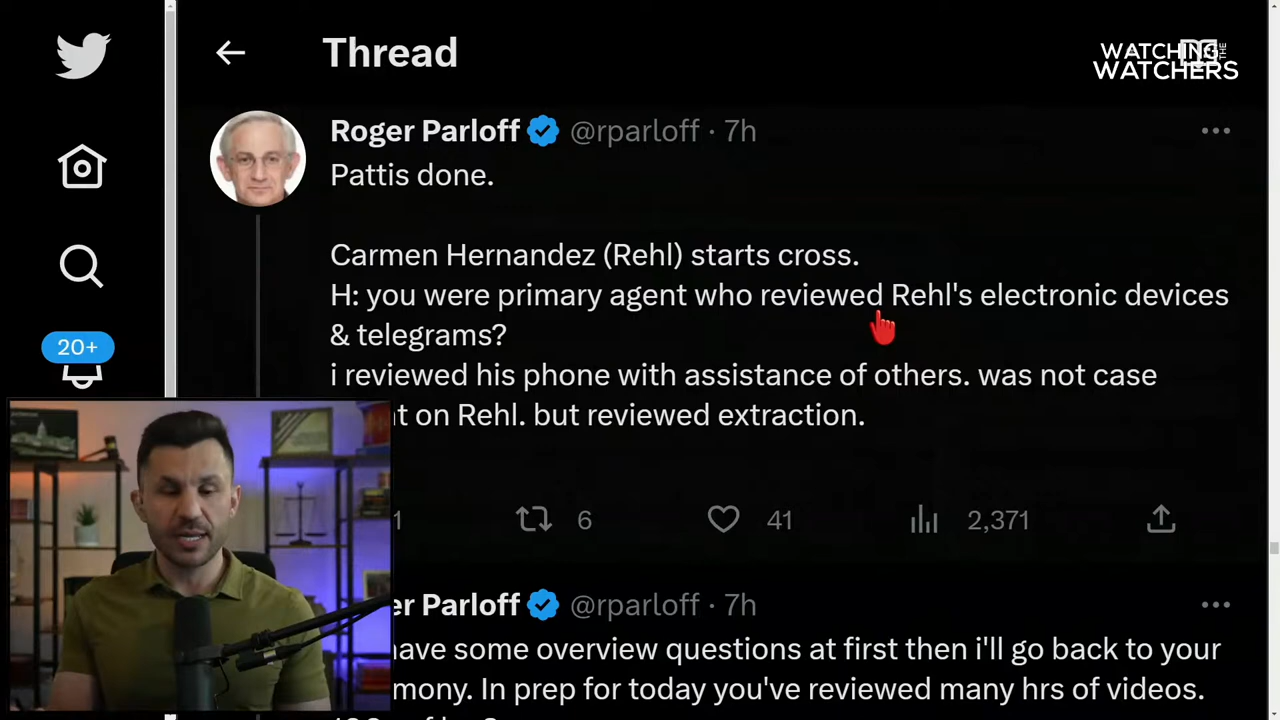 Thread
WATCHING THE
WATCHERS
Roger Parloff @rparloff · 7h
Pattis done.
Carmen Hernandez (Rehl) starts cross.
H: you were primary agent who reviewed Rehl's electronic devices
& telegrams?
i reviewed his phone with assistance of others. was not case
on Rehl. but reviewed extraction.
20+
6
41
2,371
Parloff @rparloff · 7h
have some overview questions at first then i'll go back to your
In prep for today you've reviewed many hrs of videos.